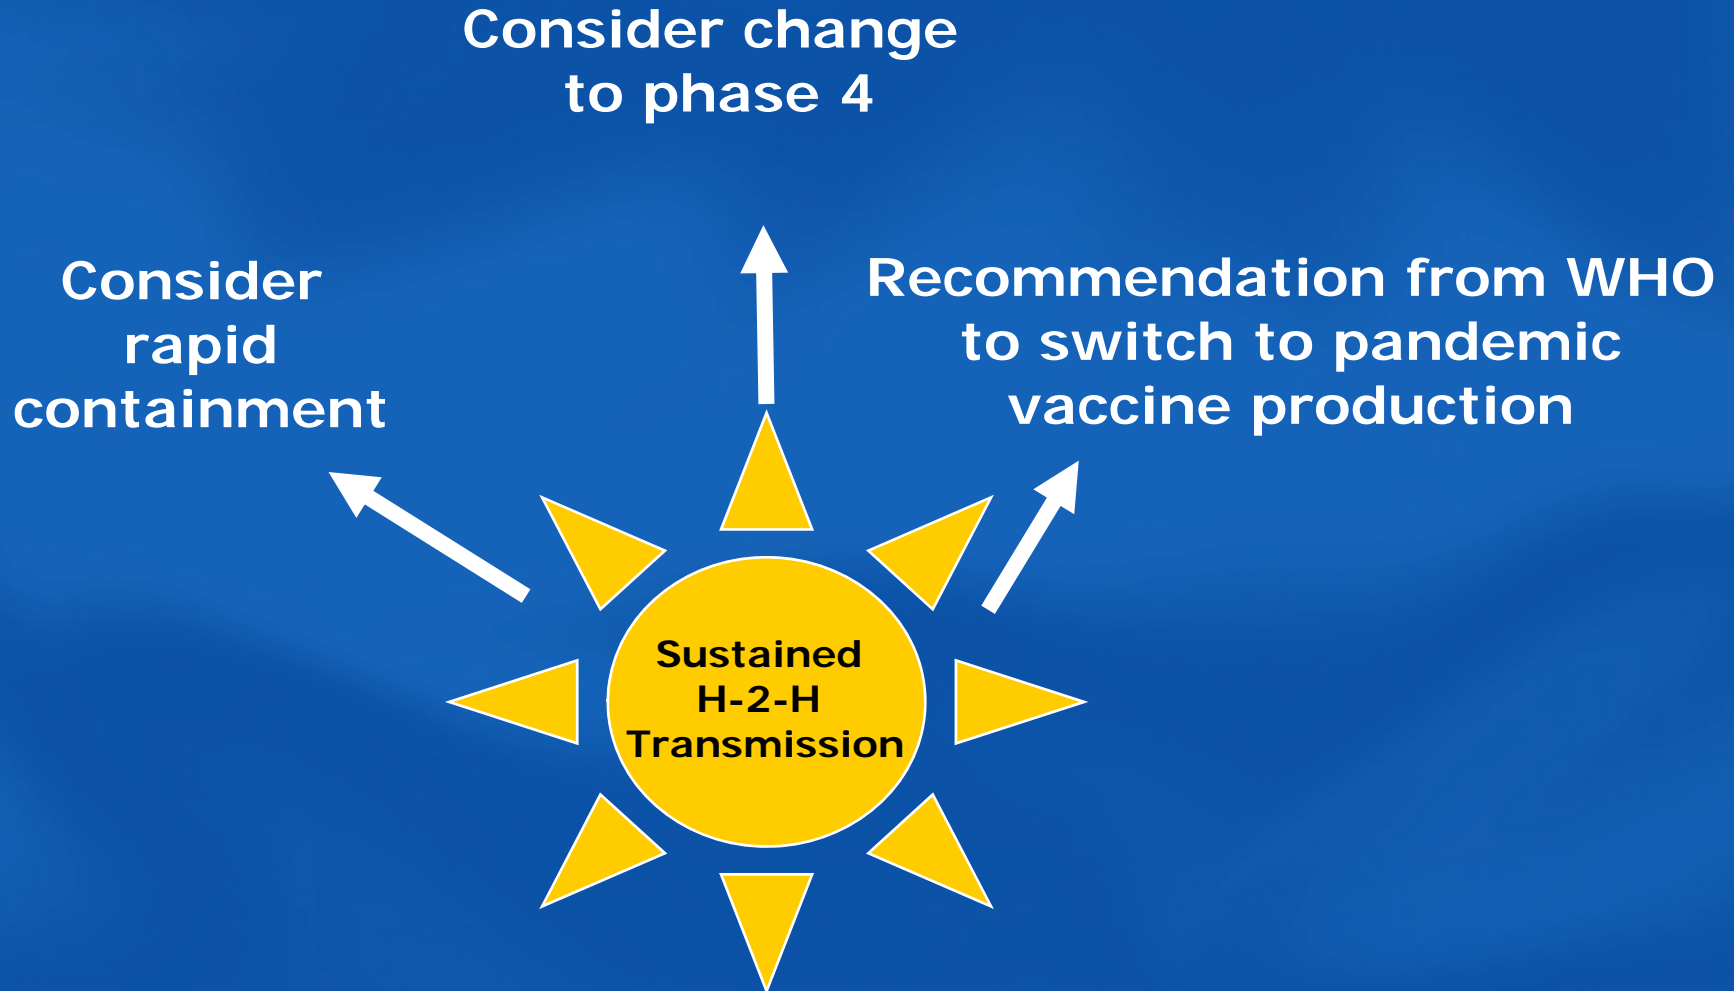 Consider change
to phase 4
Consider
rapid
containment
Recommendation from WHO
to switch to pandemic
vaccine production
Sustained
H-2-H
Transmission